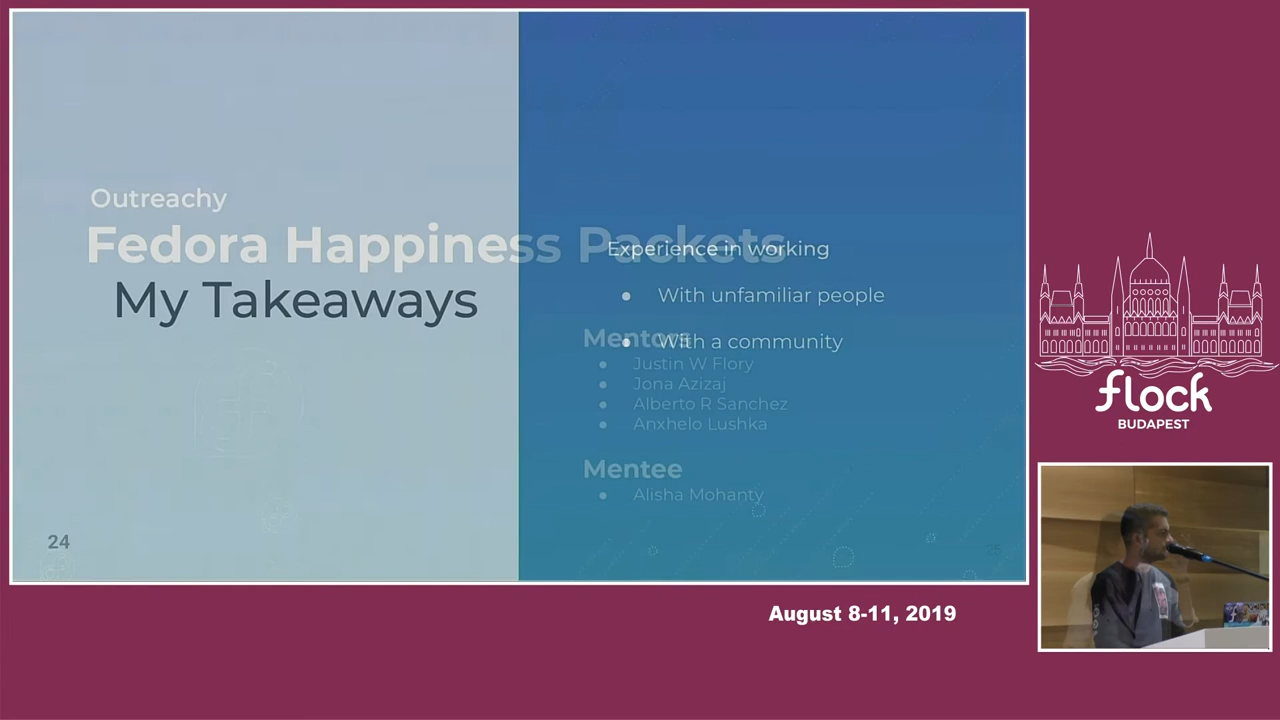 Outreachy
Fedora Happiness Packets
My Takeaways
24
Experience in working
● With unfamiliar people
● With a community
Mentors
● Justin W Flory
● Jona Azizaj
● Alberto R Sanchez
● Anxhelo Lushka
Mentee
● Alisha Mohanty
25
flock
BUDAPEST
August 8-11, 2019